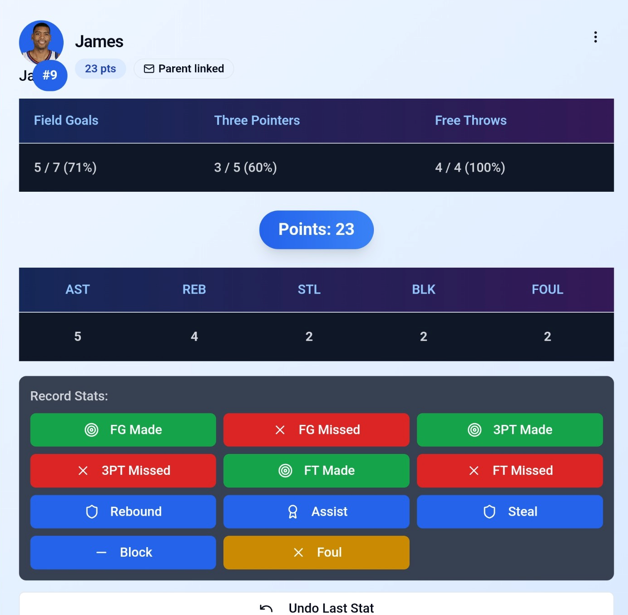 James
23 pts Parent linked
Ja
#9
Field Goals Three Pointers Free Throws
5 / 7 (71%) 3 / 5 (60%) 4 / 4 (100%)
Points: 23
AST REB STL BLK FOUL
5 4 2 2 2
Record Stats:
FG Made FG Missed 3PT Made
3PT Missed FT Made FT Missed
Rebound Assist Steal
Block Foul
Undo Last Stat